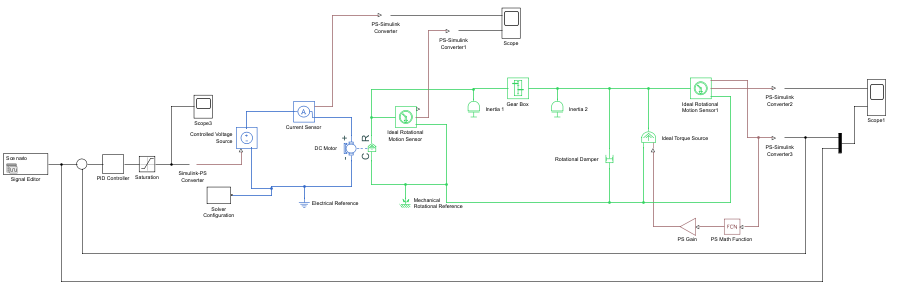 PS-Simulink
Converter
PS-Simulink
Converter1
Scope
Scope3
Controlled Voltage
Source
Current Sensor
A
DC Motor
+
-
C
R
Ideal Rotational
Motion Sensor
Inertia 1
Gear Box
Inertia 2
Ideal Rotational
Motion Sensor1
PS-Simulink
Converter2
Scope1
Ideal Torque Source
PS-Simulink
Converter3
Rotational Damper
Signal Editor
PID Controller
Saturation
Simulink-PS
Converter
Solver
Configuration
Electrical Reference
Mechanical
Rotational Reference
FCN
PS Gain
PS Math Function